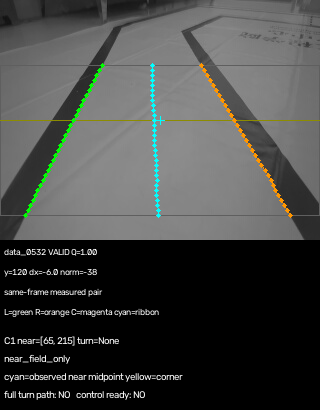 data_0532 VALID Q=1.00
y=120 dx=-6.0 norm=-38
same-frame measured pair
L=green R=orange C=magenta cyan=ribbon
C1 near=[65, 215] turn=None
near_field_only
cyan=observed near midpoint yellow=corner
full turn path: NO control ready: NO